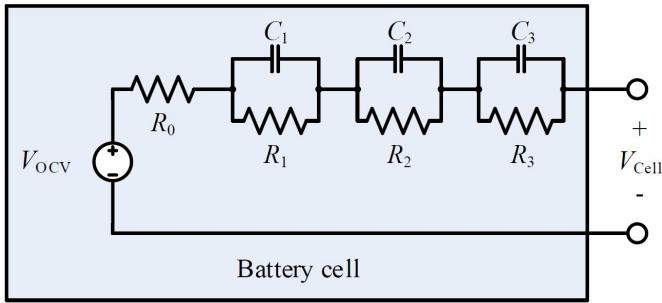 C1
C2
C3
R0
R1
R2
R3
+
VOCV
+
-
VCell
-
Battery cell